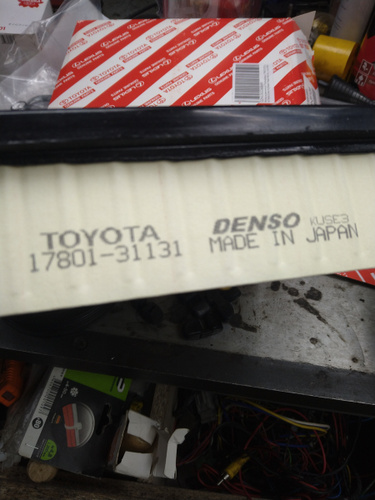 TOYOTA
17801-31131
DENSO KUSE3
MADE IN JAPAN